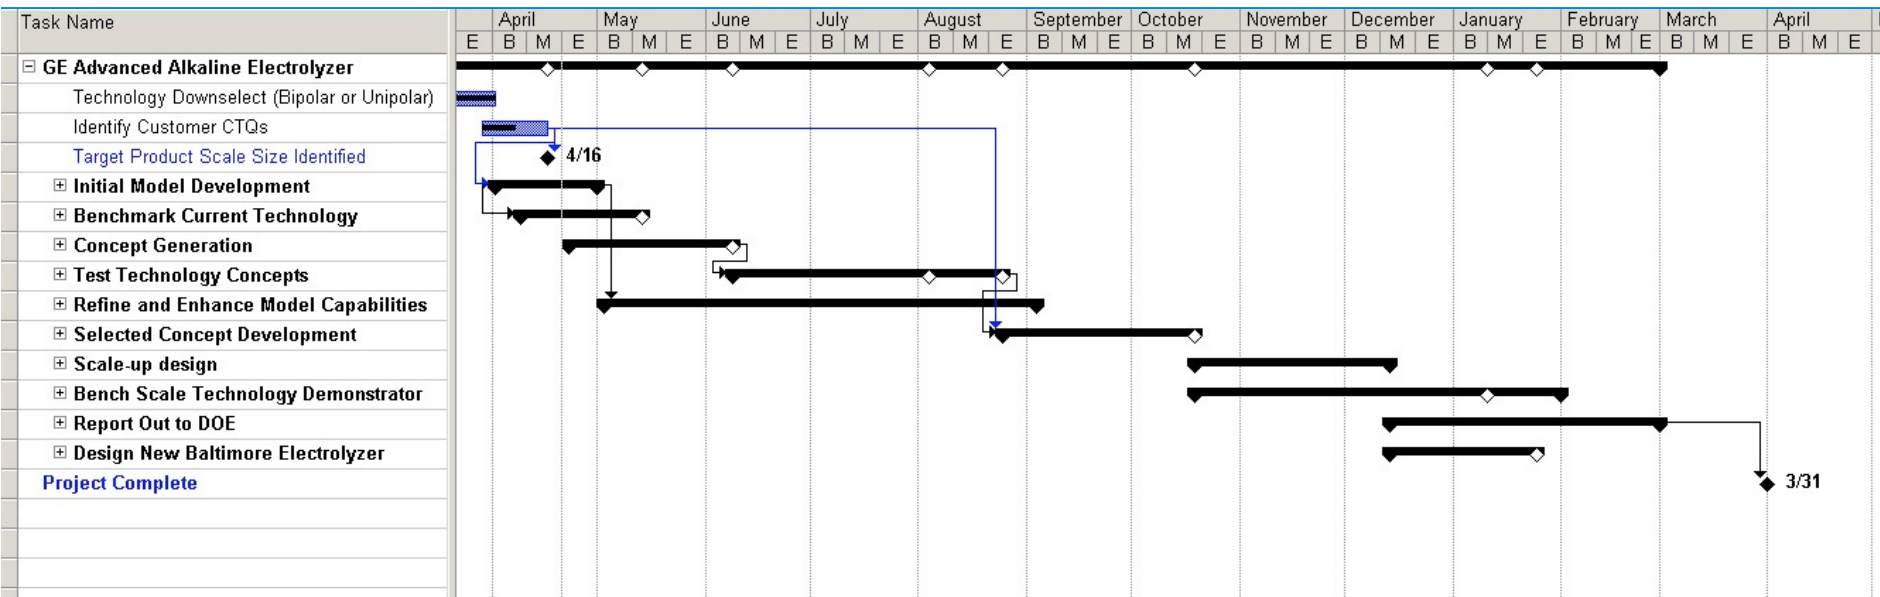 Task Name
April May June July August September October November December January February March April
E B M E B M E B M E B M E B M E B M E B M E B M E B M E B M E B M E B M E B M E
GE Advanced Alkaline Electrolyzer
Technology Downselect (Bipolar or Unipolar)
Identify Customer CTQs
Target Product Scale Size Identified 4/16
Initial Model Development
Benchmark Current Technology
Concept Generation
Test Technology Concepts
Refine and Enhance Model Capabilities
Selected Concept Development
Scale-up design
Bench Scale Technology Demonstrator
Report Out to DOE
Design New Baltimore Electrolyzer
Project Complete 3/31